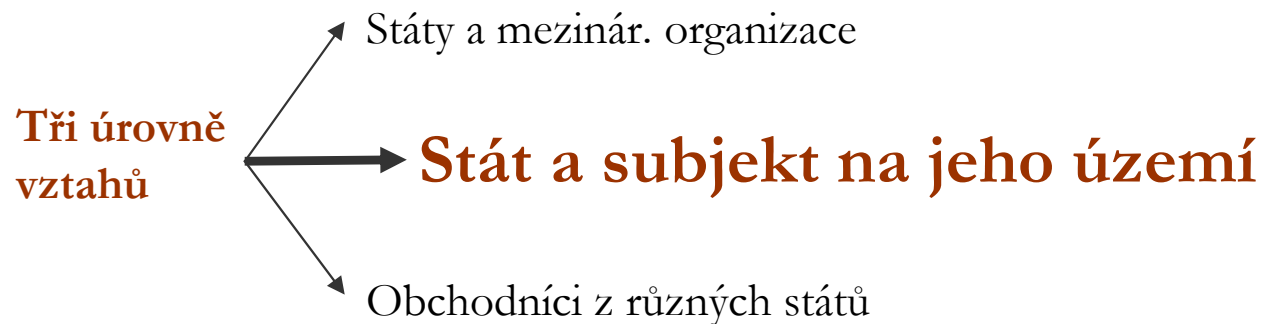 Státy a mezinár. organizace
Tři úrovně
vztahů
Stát a subjekt na jeho území
Obchodníci z různých států